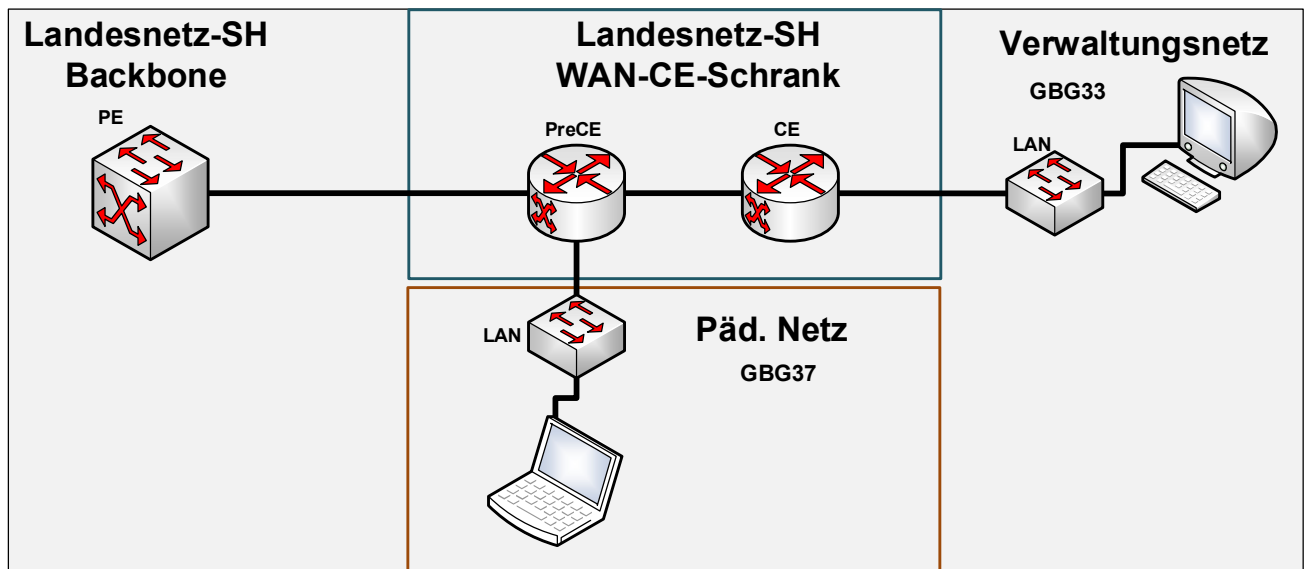 Landesnetz-SH
Backbone
PE
Landesnetz-SH
WAN-CE-Schrank
PreCE
CE
Verwaltungsnetz
GBG33
LAN
LAN
Päd. Netz
GBG37